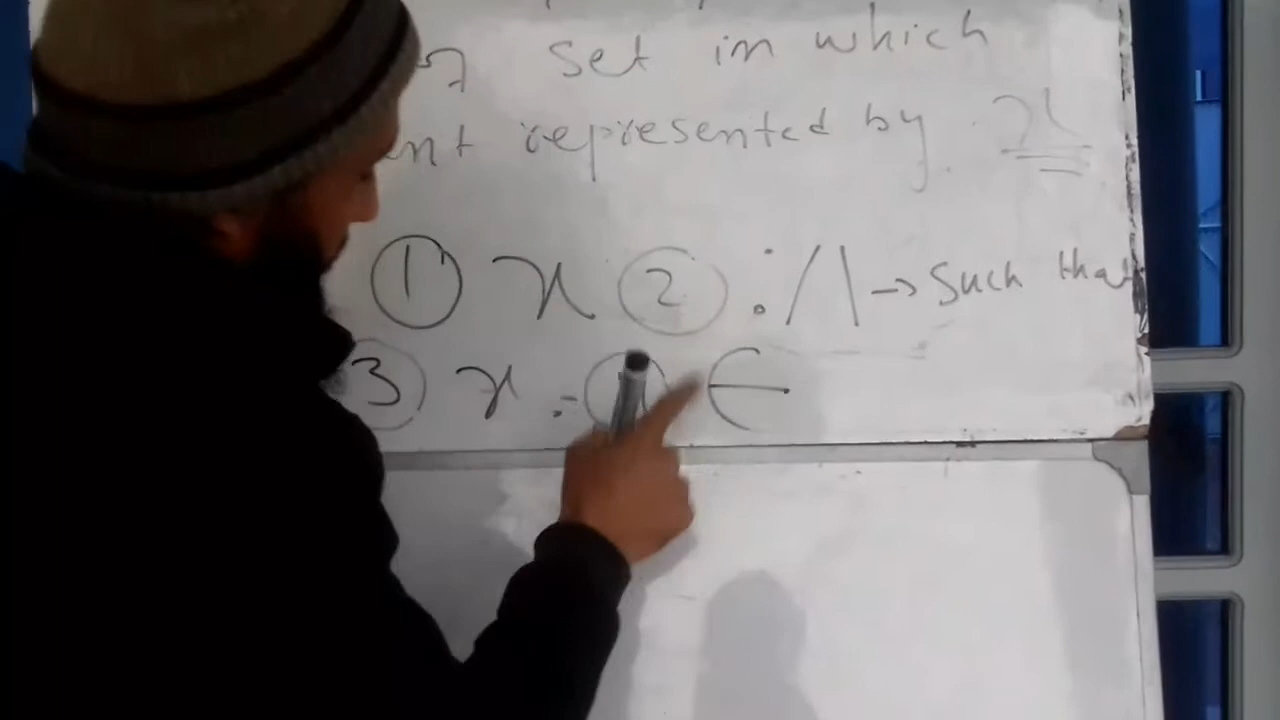 set in which
represented by x
① x ② : / | → Such that
③ x = ∈